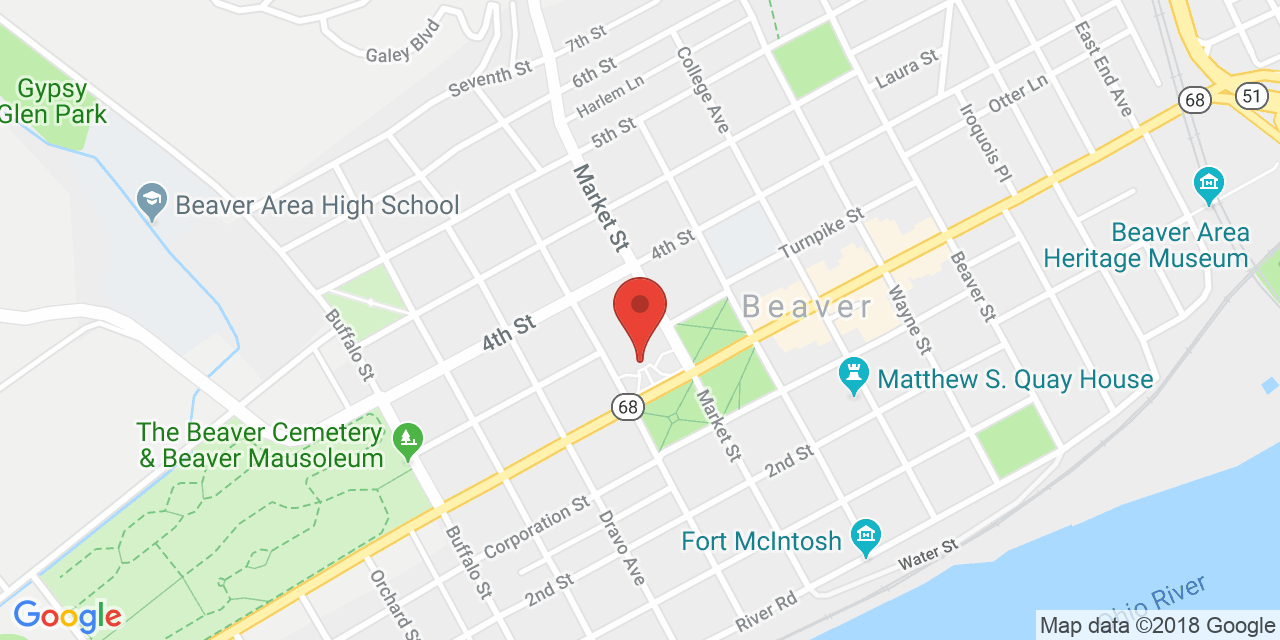 Galey Blvd
7th St
Seventh St
6th St
Harlem Ln
College Ave
Laura St
East End Ave
Otter Ln
68
51
Gypsy
Glen Park
5th St
Iroquois Pl
Market St
Beaver Area High School
4th St
Turnpike St
Beaver Area
Heritage Museum
Beaver St
Wayne St
Beaver
4th St
Buffalo St
Matthew S. Quay House
68
Market St
The Beaver Cemetery
& Beaver Mausoleum
2nd St
Corporation St
Dravo Ave
Fort McIntosh
Water St
Buffalo St
2nd St
Orchard St
River Rd
Ohio River
Google
Map data ©2018 Google